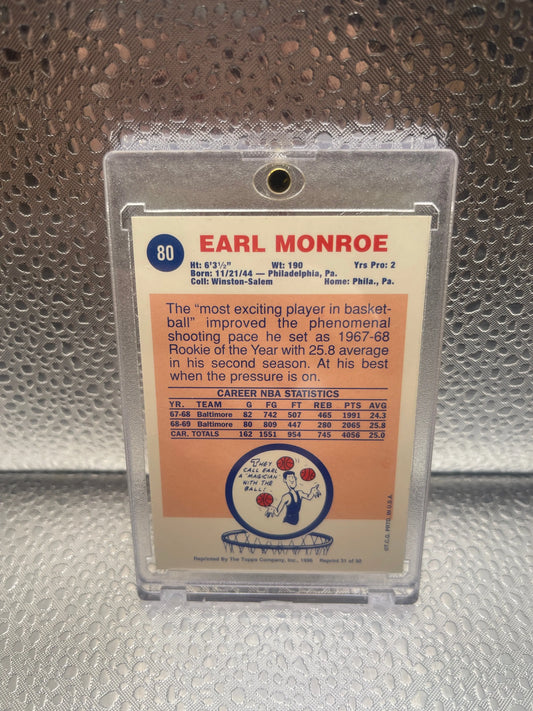 80
EARL MONROE
Ht: 6'3½" Wt: 190 Yrs Pro: 2
Born: 11/21/44 — Philadelphia, Pa.
Coll: Winston-Salem Home: Phila., Pa.
The "most exciting player in basket-
ball" improved the phenomenal
shooting pace he set as 1967-68
Rookie of the Year with 25.8 average
in his second season. At his best
when the pressure is on.
CAREER NBA STATISTICS
YR. TEAM G FG FT REB PTS AVG
67-68 Baltimore 82 742 507 465 1991 24.3
68-69 Baltimore 80 809 447 280 2065 25.8
CAR. TOTALS 162 1551 954 745 4056 25.0
THEY
CALL EARL
A "MAGICIAN
WITH THE
BALL!
©T.C.G. PRTD. IN U.S.A.
Reprinted By The Topps Company, Inc., 1996 Reprint 31 of 50